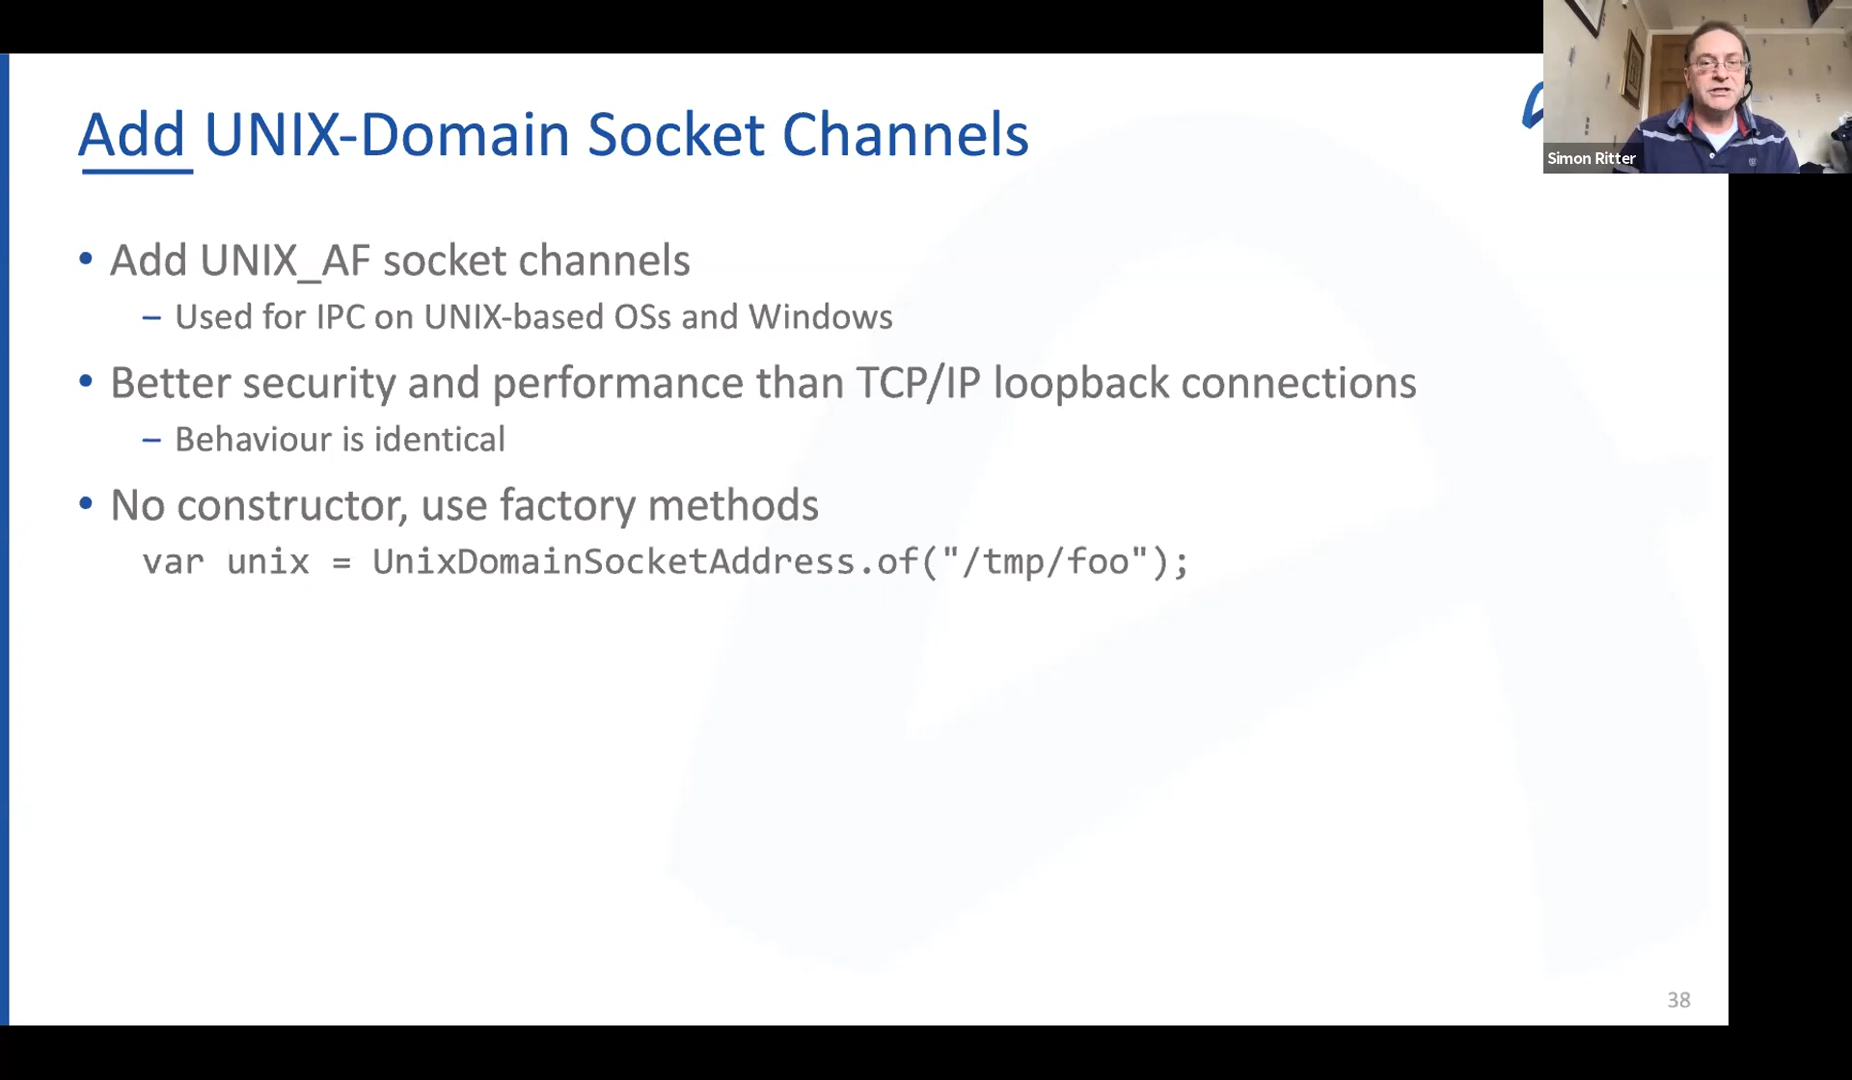 Add UNIX-Domain Socket Channels
Simon Ritter
• Add UNIX_AF socket channels
– Used for IPC on UNIX-based OSs and Windows
• Better security and performance than TCP/IP loopback connections
– Behaviour is identical
• No constructor, use factory methods
var unix = UnixDomainSocketAddress.of("/tmp/foo");
38